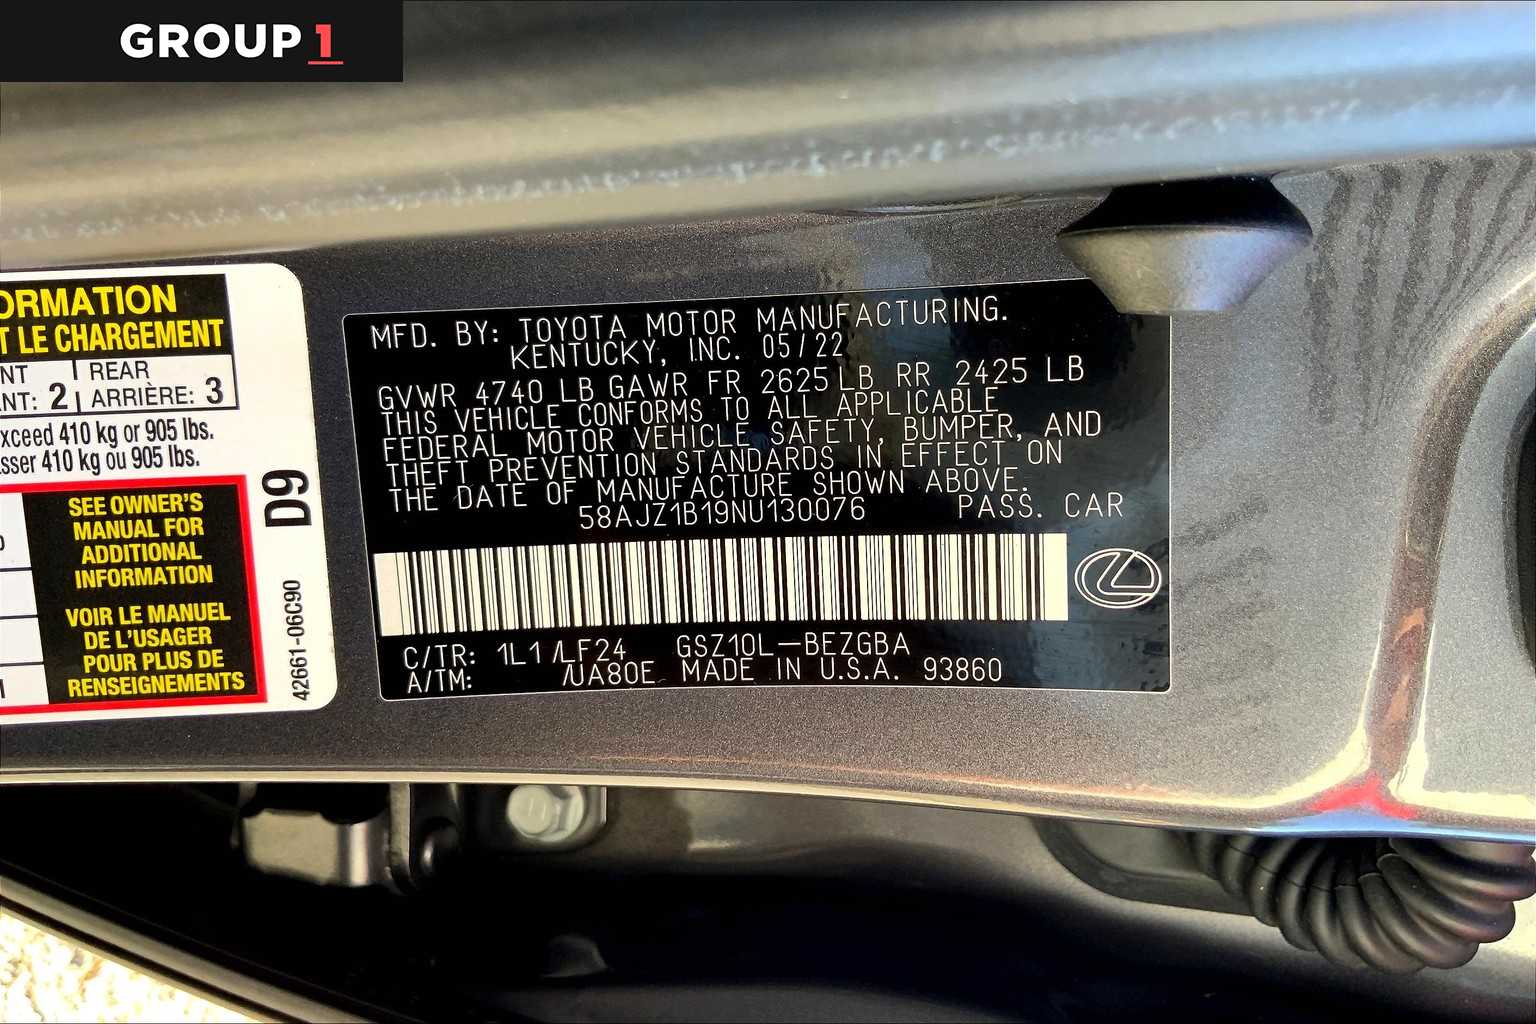 GROUP 1
ORMATION
T LE CHARGEMENT
NT | REAR
NT: 2 | ARRIÈRE: 3
xceed 410 kg or 905 lbs.
sser 410 kg ou 905 lbs.
SEE OWNER'S
MANUAL FOR
ADDITIONAL
INFORMATION
VOIR LE MANUEL
DE L'USAGER
POUR PLUS DE
RENSEIGNEMENTS
D9
42661-06C90
MFD. BY: TOYOTA MOTOR MANUFACTURING.
KENTUCKY, INC. 05/22
GVWR 4740 LB GAWR FR 2625 LB RR 2425 LB
THIS VEHICLE CONFORMS TO ALL APPLICABLE
FEDERAL MOTOR VEHICLE SAFETY, BUMPER, AND
THEFT PREVENTION STANDARDS IN EFFECT ON
THE DATE OF MANUFACTURE SHOWN ABOVE.
58AJZ1B19NU130076 PASS. CAR
C/TR: 1L1 /LF24 GSZ10L-BEZGBA
A/TM: /UA80E MADE IN U.S.A. 93860